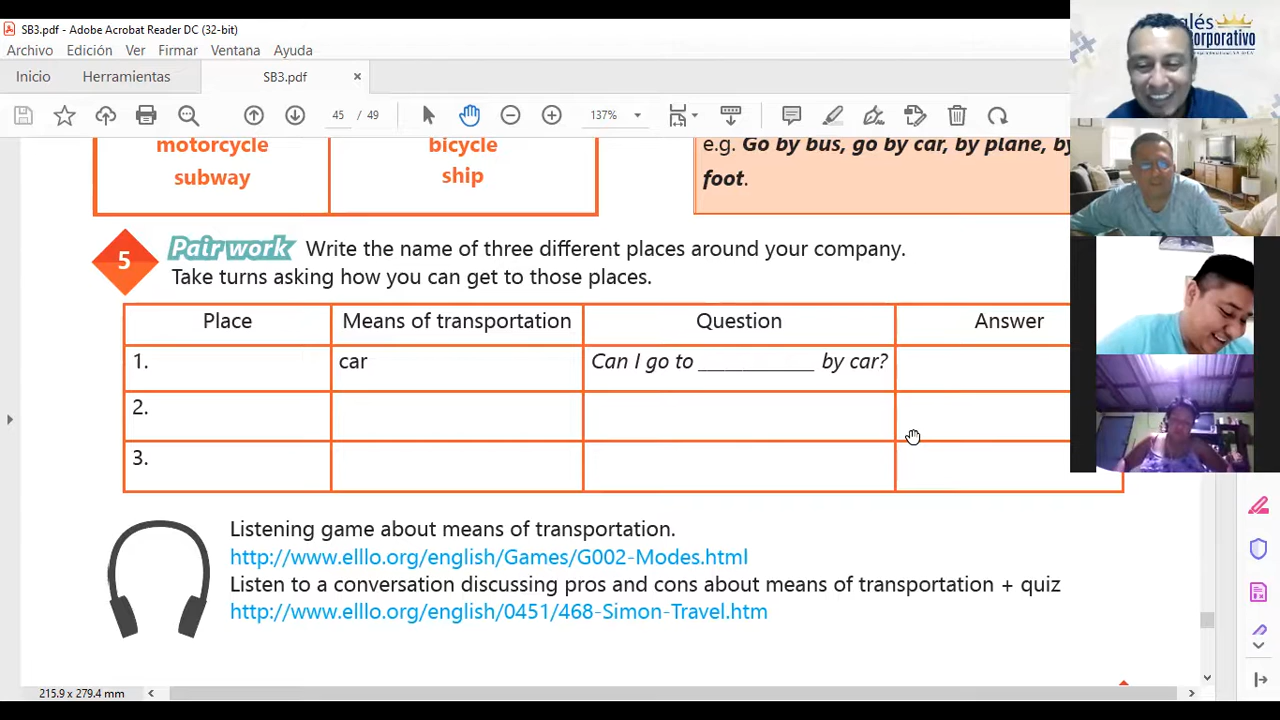 SB3.pdf - Adobe Acrobat Reader DC (32-bit)
Archivo Edición Ver Firmar Ventana Ayuda
Inicio Herramientas SB3.pdf ×
45 / 49 137%
glés
orporativo
motorcycle bicycle
subway ship
e.g. Go by bus, go by car, by plane, by
foot.
5 Pair work Write the name of three different places around your company.
Take turns asking how you can get to those places.
Place Means of transportation Question Answer
1. car Can I go to ____________ by car?
2.
3.
Listening game about means of transportation.
http://www.elllo.org/english/Games/G002-Modes.html
Listen to a conversation discussing pros and cons about means of transportation + quiz
http://www.elllo.org/english/0451/468-Simon-Travel.htm
215.9 x 279.4 mm